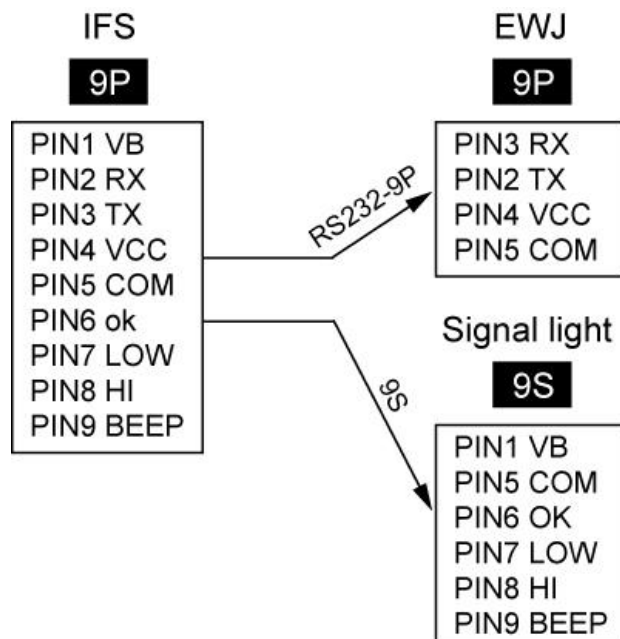 IFS
9P
PIN1 VB
PIN2 RX
PIN3 TX
PIN4 VCC
PIN5 COM
PIN6 ok
PIN7 LOW
PIN8 HI
PIN9 BEEP
RS232-9P
9S
EWJ
9P
PIN3 RX
PIN2 TX
PIN4 VCC
PIN5 COM
Signal light
9S
PIN1 VB
PIN5 COM
PIN6 OK
PIN7 LOW
PIN8 HI
PIN9 BEEP